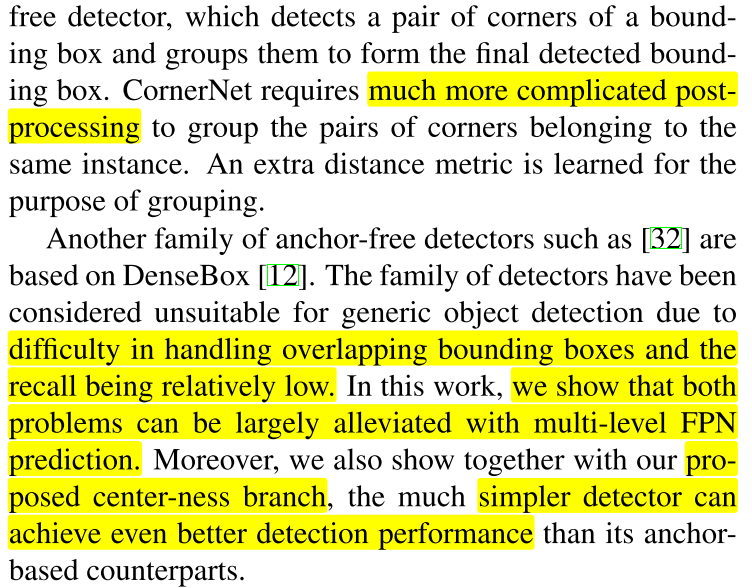 free detector, which detects a pair of corners of a bound-
ing box and groups them to form the final detected bound-
ing box. CornerNet requires much more complicated post-
processing to group the pairs of corners belonging to the
same instance. An extra distance metric is learned for the
purpose of grouping.
Another family of anchor-free detectors such as [32] are
based on DenseBox [12]. The family of detectors have been
considered unsuitable for generic object detection due to
difficulty in handling overlapping bounding boxes and the
recall being relatively low. In this work, we show that both
problems can be largely alleviated with multi-level FPN
prediction. Moreover, we also show together with our pro-
posed center-ness branch, the much simpler detector can
achieve even better detection performance than its anchor-
based counterparts.